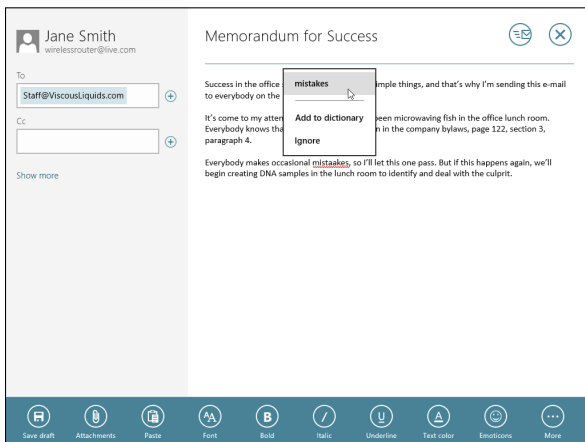 Jane Smith
wirelessrouter@live.com
To
Staff@ViscousLiquids.com
Cc
Show more
Memorandum for Success
Success in the office imple things, and that's why I'm sending this e-mail
to everybody on the
It's come to my atten been microwaving fish in the office lunch room.
Everybody knows tha n in the company bylaws, page 122, section 3,
paragraph 4.
Everybody makes occasional mistaakes, so I'll let this one pass. But if this happens again, we'll
begin creating DNA samples in the lunch room to identify and deal with the culprit.
mistakes
Add to dictionary
Ignore
Save draft
Attachments
Paste
Font
Bold
Italic
Underline
Text color
Emoticons
More